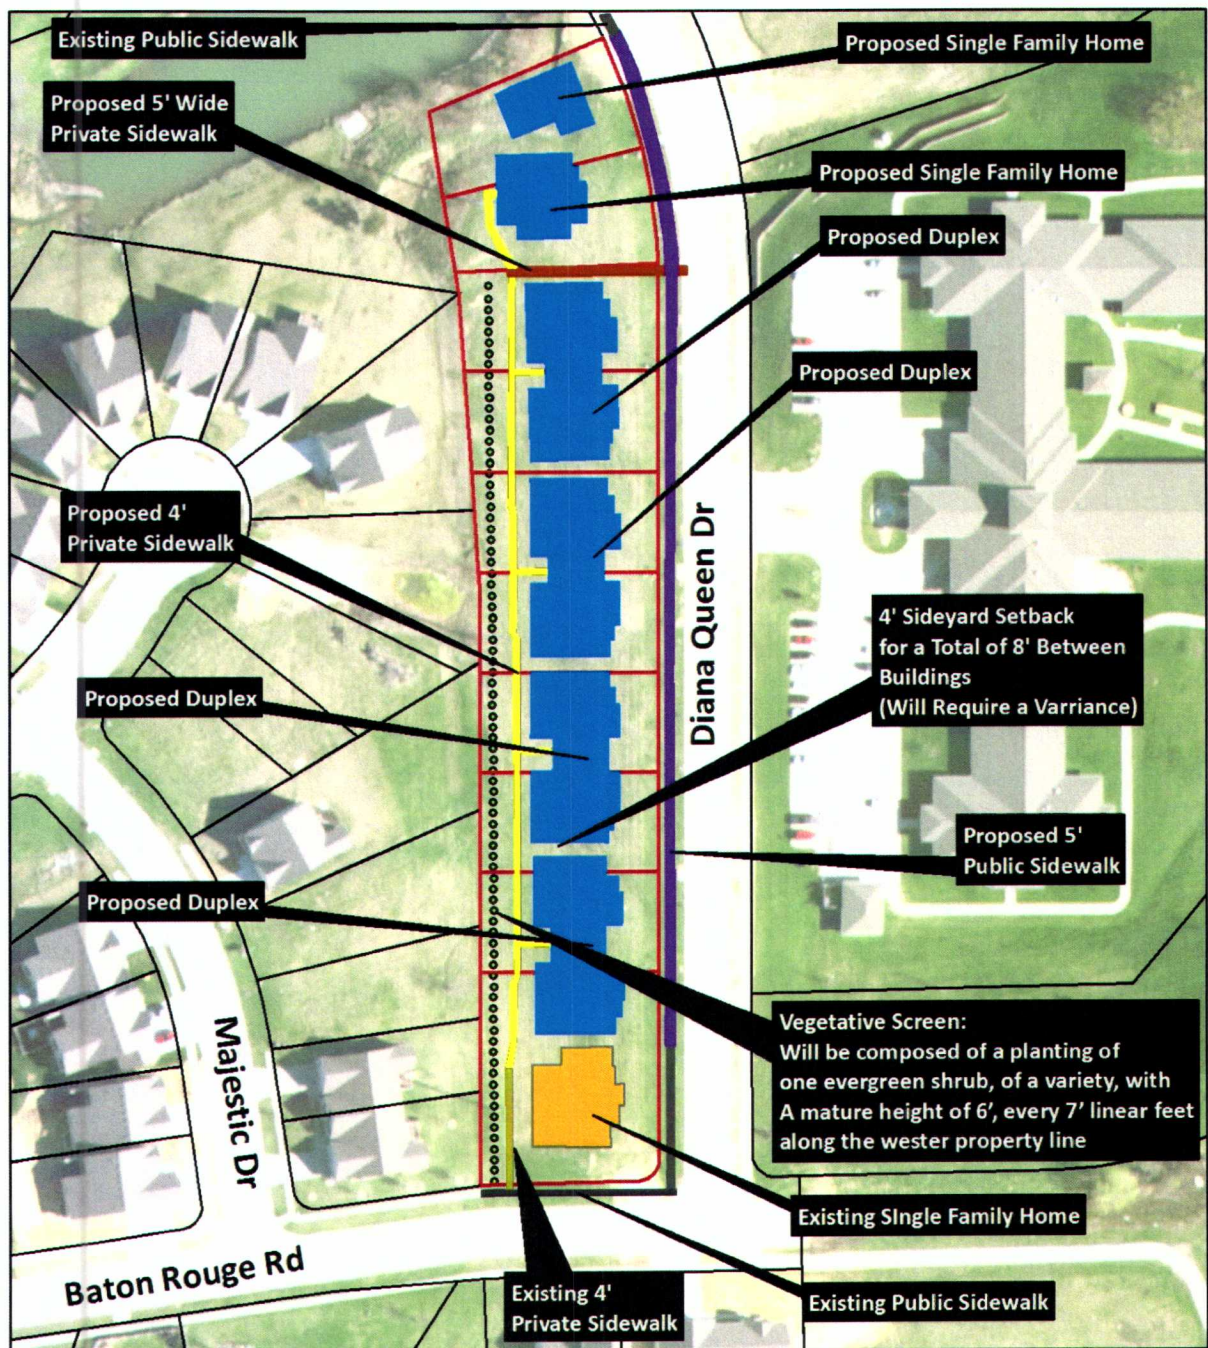 Existing Public Sidewalk
Proposed Single Family Home
Proposed 5' Wide
Private Sidewalk
Proposed Single Family Home
Proposed Duplex
Proposed Duplex
Proposed 4'
Private Sidewalk
Diana Queen Dr
4' Sideyard Setback
for a Total of 8' Between
Buildings
(Will Require a Varriance)
Proposed Duplex
Proposed 5'
Public Sidewalk
Proposed Duplex
Vegetative Screen:
Will be composed of a planting of
one evergreen shrub, of a variety, with
A mature height of 6’, every 7’ linear feet
along the wester property line
Majestic Dr
Existing SIngle Family Home
Baton Rouge Rd
Existing 4'
Private Sidewalk
Existing Public Sidewalk